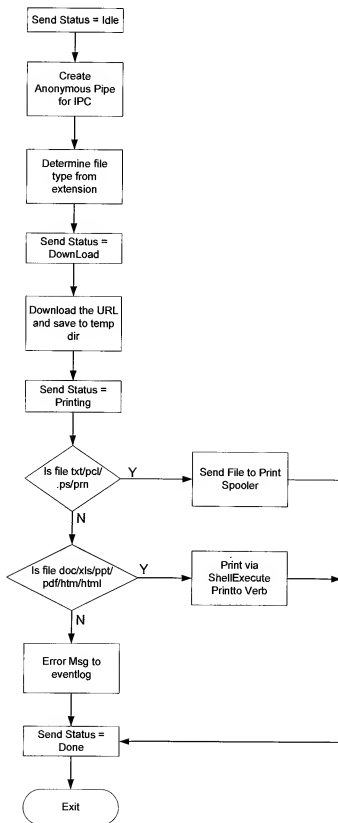 Send Status = Idle
Create
Anonymous Pipe
for IPC
Determine file
type from
extension
Send Status =
DownLoad
Download the URL
and save to temp
dir
Send Status =
Printing
Is file txt/pcl/
.ps/prn
Y
Send File to Print
Spooler
N
Is file doc/xls/ppt/
pdf/htm/html
Y
Print via
ShellExecute
Printto Verb
N
Error Msg to
eventlog
Send Status =
Done
Exit